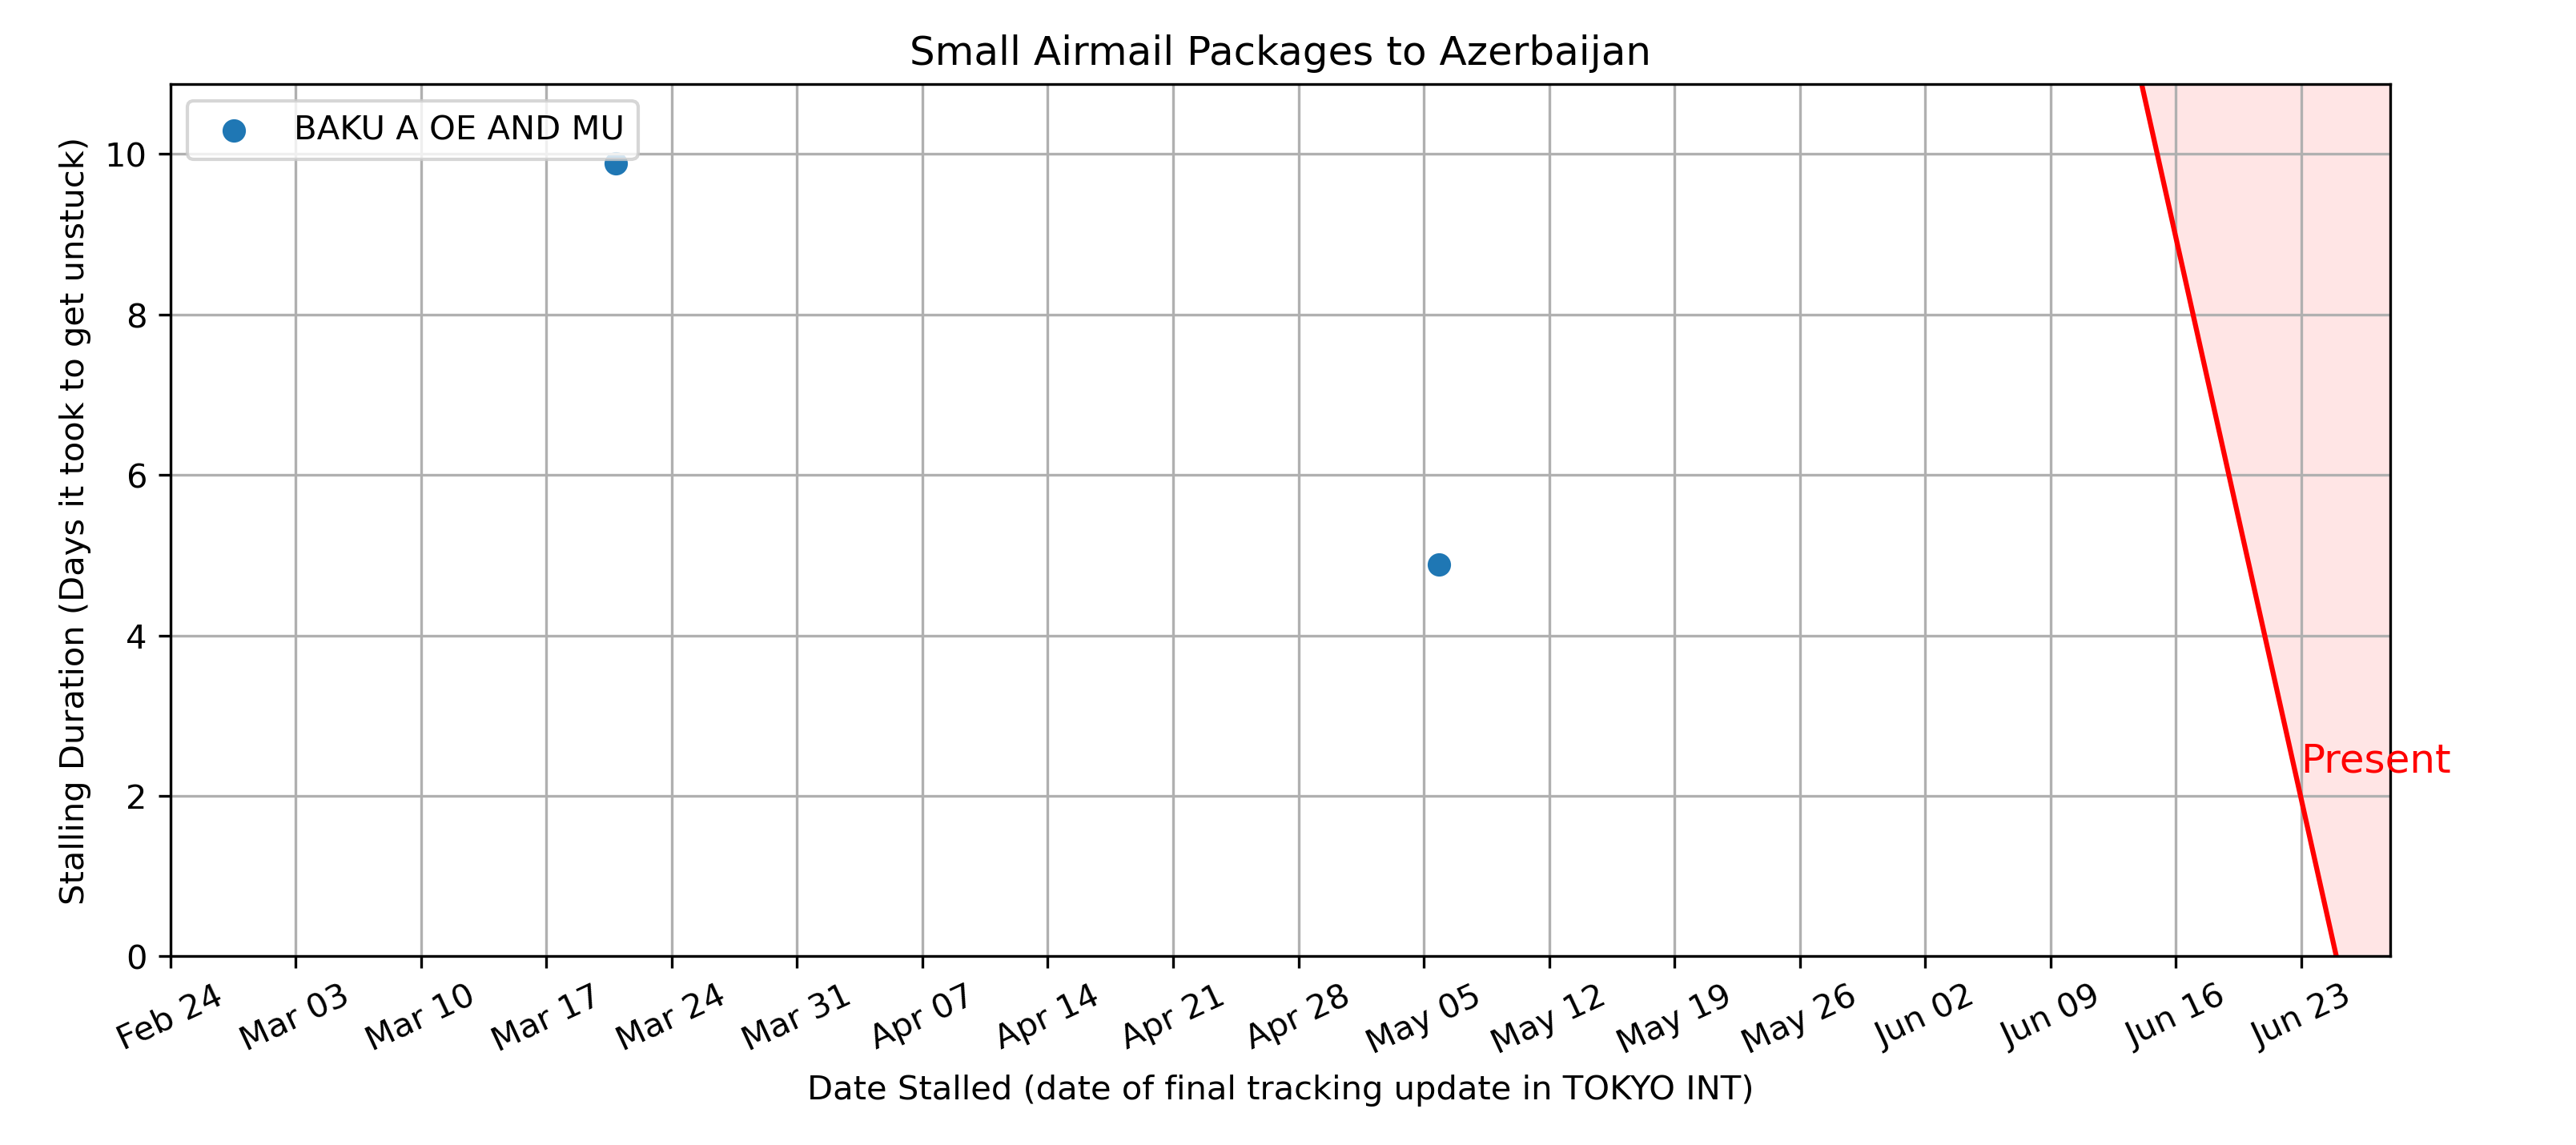 Small Airmail Packages to Azerbaijan
BAKU A OE AND MU
Stalling Duration (Days it took to get unstuck)
10
8
6
4
2
0
Present
Feb 24 Mar 03 Mar 10 Mar 17 Mar 24 Mar 31 Apr 07 Apr 14 Apr 21 Apr 28 May 05 May 12 May 19 May 26 Jun 02 Jun 09 Jun 16 Jun 23
Date Stalled (date of final tracking update in TOKYO INT)